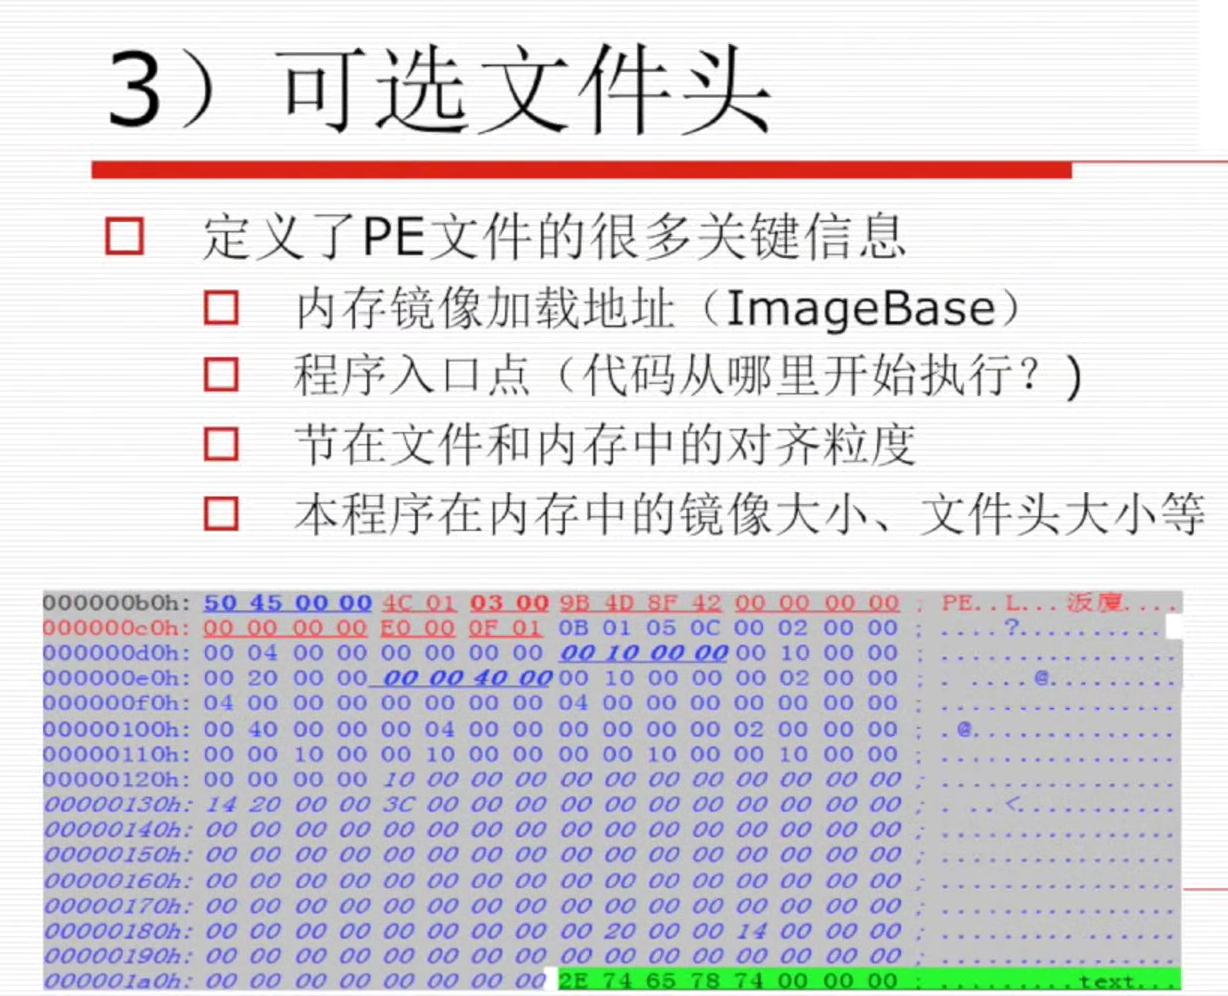 3）可选文件头
定义了PE文件的很多关键信息
内存镜像加载地址（ImageBase）
程序入口点（代码从哪里开始执行？)
节在文件和内存中的对齐粒度
本程序在内存中的镜像大小、文件头大小等
000000b0h: 50 45 00 00 4C 01 03 00 9B 4D 8F 42 00 00 00 00 ; PE..L...泝廈....
000000c0h: 00 00 00 00 E0 00 0F 01 0B 01 05 0C 00 02 00 00 ; ....?..........
000000d0h: 00 04 00 00 00 00 00 00 00 10 00 00 00 10 00 00 ; ................
000000e0h: 00 20 00 00 00 00 40 00 00 10 00 00 00 02 00 00 ; . ....@.........
000000f0h: 04 00 00 00 00 00 00 00 04 00 00 00 00 00 00 00 ; ................
00000100h: 00 40 00 00 00 04 00 00 00 00 00 00 02 00 00 00 ; .@..............
00000110h: 00 00 10 00 00 10 00 00 00 00 10 00 00 10 00 00 ; ................
00000120h: 00 00 00 00 10 00 00 00 00 00 00 00 00 00 00 00 ; ................
00000130h: 14 20 00 00 3C 00 00 00 00 00 00 00 00 00 00 00 ; . ..<...........
00000140h: 00 00 00 00 00 00 00 00 00 00 00 00 00 00 00 00 ; ................
00000150h: 00 00 00 00 00 00 00 00 00 00 00 00 00 00 00 00 ; ................
00000160h: 00 00 00 00 00 00 00 00 00 00 00 00 00 00 00 00 ; ................
00000170h: 00 00 00 00 00 00 00 00 00 00 00 00 00 00 00 00 ; ................
00000180h: 00 00 00 00 00 00 00 00 00 20 00 00 14 00 00 00 ; ......... ......
00000190h: 00 00 00 00 00 00 00 00 00 00 00 00 00 00 00 00 ; ................
000001a0h: 00 00 00 00 00 00 00 00 2E 74 65 78 74 00 00 00 ; .........text...